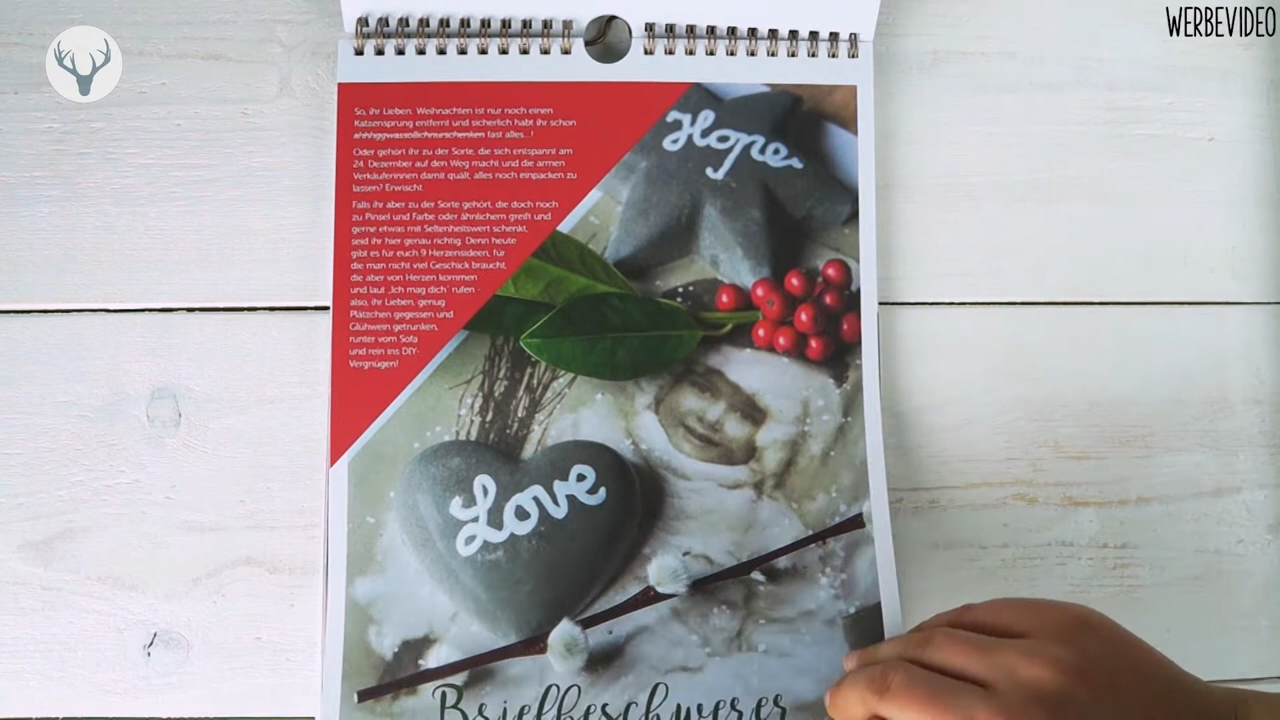 WERBEVIDEO
So, ihr Lieben. Weihnachten ist nur noch einen
Katzensprung entfernt und sicherlich habt ihr schon
fast alles...!
Oder gehört ihr zu der Sorte, die sich entspannt am
24. Dezember auf den Weg macht und die armen
Verkäuferinnen damit quält, alles noch einpacken zu
lassen? Erwischt.
Falls ihr aber zu der Sorte gehört, die doch noch
zu Pinsel und Farbe oder ähnlichem greift und
gerne etwas mit Seltenheitswert schenkt,
seid ihr hier genau richtig. Denn heute
gibt es für euch 9 Herzensideen, für
die man nicht viel Geschick braucht,
die aber von Herzen kommen
und laut „Ich mag dich" rufen -
also, ihr Lieben, genug
Plätzchen gegessen und
Glühwein getrunken,
runter vom Sofa
und rein ins DIY-
Vergnügen!
Hope
Love
Briefbeschwerer